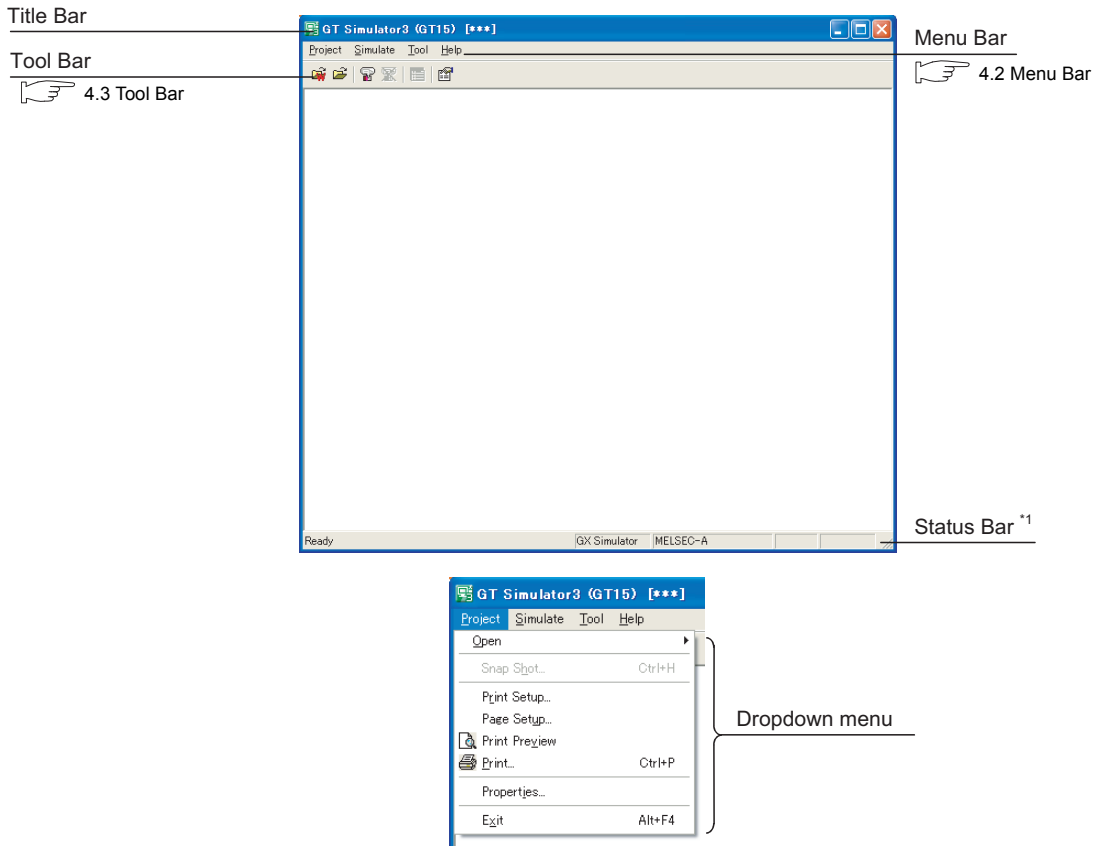 Title Bar
GT Simulator3 (GT15) [***]
Menu Bar
Project Simulate Tool Help
Tool Bar
4.3 Tool Bar
4.2 Menu Bar
Status Bar *1
Ready GX Simulator MELSEC-A
GT Simulator3 (GT15) [***]
Project Simulate Tool Help
Open
Snap Shot... Ctrl+H
Print Setup...
Page Setup...
Print Preview
Print... Ctrl+P
Properties...
Exit Alt+F4
Dropdown menu